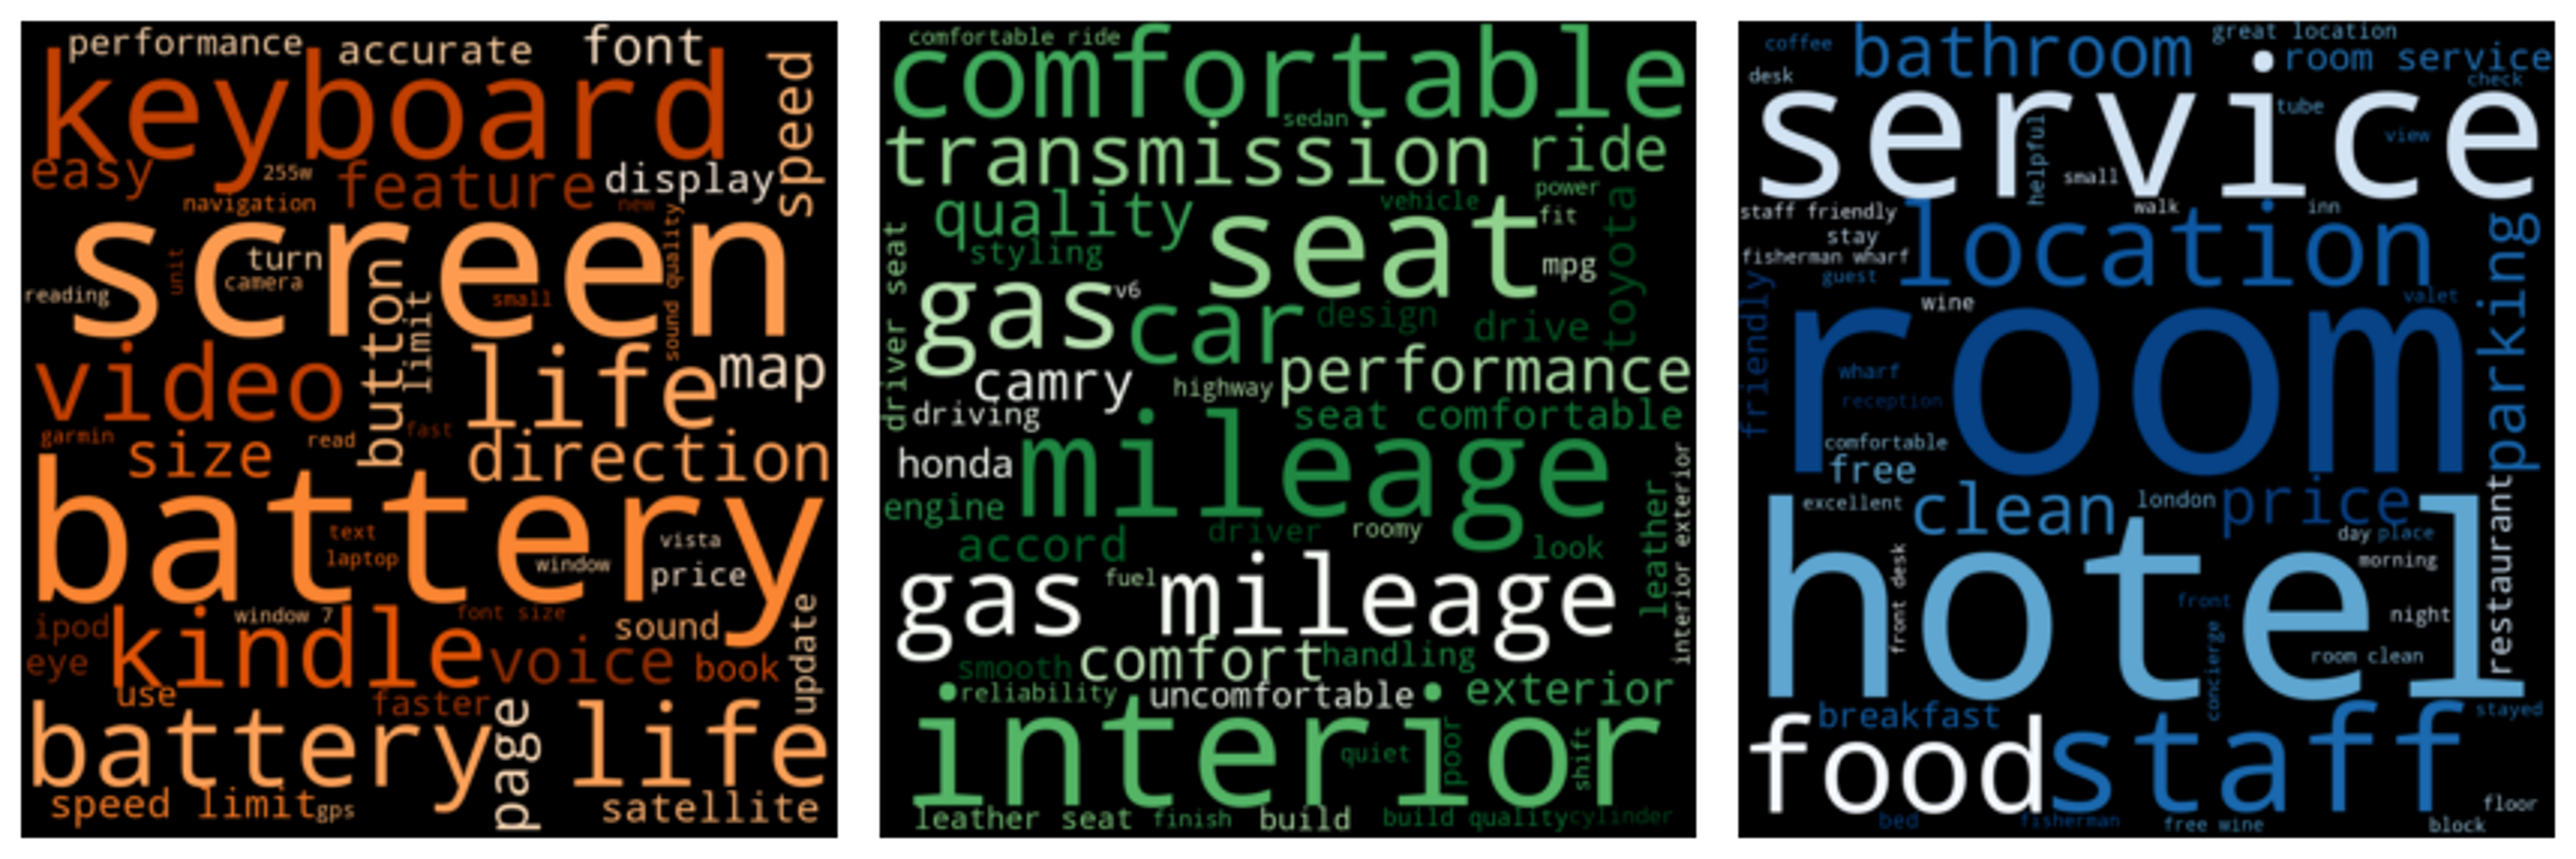 performance accurate font
keyboard
speed
easy 255w feature display
navigation new
screen
turn
unit
camera
sound quality
reading
small
button
limit
video
life
map
garmin
size
read
fast
direction
battery
text
laptop
window
vista
price
ipod
window 7
font size
sound
update
kindle
voice
book
eye
use
faster
battery life
page
speed limit
gps
satellite
comfortable ride
comfortable
sedan
transmission
ride
quality
vehicle
power
toyota
seat
fit
styling
driver seat
mpg
gas
v6
car
design
drive
camry
highway
performance
driving
seat comfortable
mileage
honda
engine
interior exterior
leather
accord
driver
roomy
look
gas mileage
fuel
smooth
comfort
handling
reliability
uncomfortable
exterior
interior
quiet
poor
shift
leather seat
finish
build
build quality
cylinder
coffee
bathroom
great location
room service
desk
check
service
tube
helpful
view
small
staff friendly
walk
inn
stay
location
parking
fisherman wharf
guest
friendly
wine
valet
room
wharf
reception
comfortable
free
excellent
clean
london
price
restaurant
day
place
hotel
front desk
morning
front
night
concierge
room clean
breakfast
stayed
food
staff
floor
bed
fisherman
free wine
block